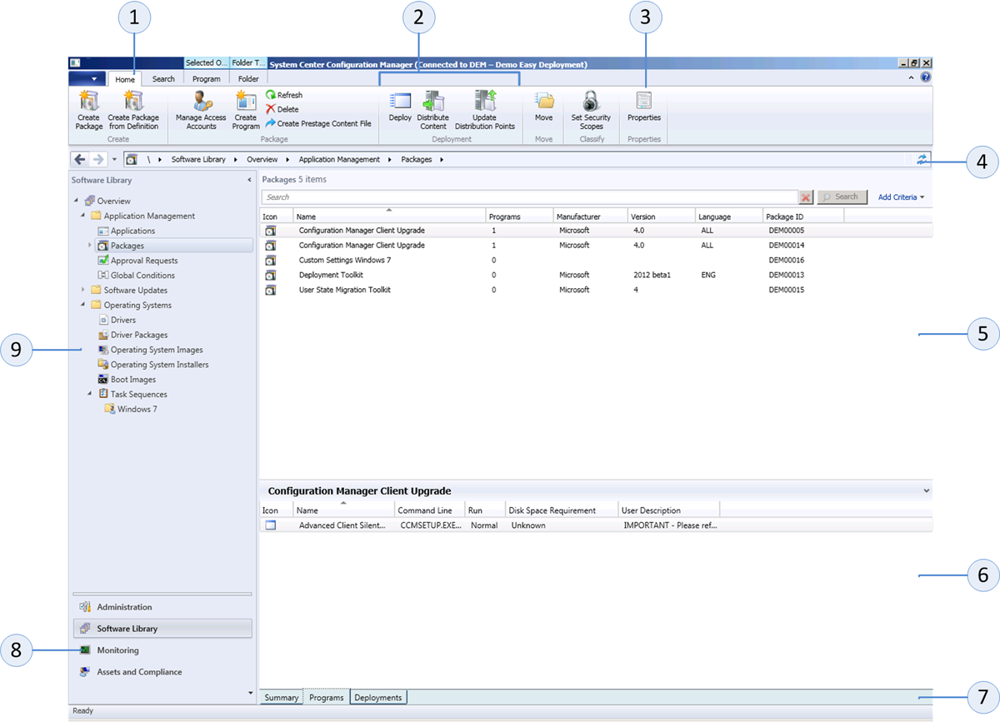 1
2
3
Selected O... Folder T... System Center Configuration Manager (Connected to DEM – Demo Easy Deployment)
Home Search Program Folder
Create Package
Create Package from Definition
Create
Manage Access Accounts
Create Program
Refresh
Delete
Create Prestage Content File
Package
Deploy
Distribute Content
Update Distribution Points
Deployment
Move
Move
Set Security Scopes
Classify
Properties
Properties
\ Software Library Overview Application Management Packages
4
Software Library
Overview
Application Management
Applications
Packages
Approval Requests
Global Conditions
Software Updates
Operating Systems
Drivers
Driver Packages
Operating System Images
Operating System Installers
Boot Images
Task Sequences
Windows 7
9
Administration
Software Library
Monitoring
Assets and Compliance
8
Packages 5 items
Search
Search
Add Criteria
Icon Name Programs Manufacturer Version Language Package ID
Configuration Manager Client Upgrade 1 Microsoft 4.0 ALL DEM00005
Configuration Manager Client Upgrade 1 Microsoft 4.0 ALL DEM00014
Custom Settings Windows 7 0 DEM00016
Deployment Toolkit 0 Microsoft 2012 beta1 ENG DEM00013
User State Migration Toolkit 0 Microsoft 4 DEM00015
5
Configuration Manager Client Upgrade
Icon Name Command Line Run Disk Space Requirement User Description
Advanced Client Silent... CCMSETUP.EXE... Normal Unknown IMPORTANT - Please ref...
6
Summary Programs Deployments
7
Ready